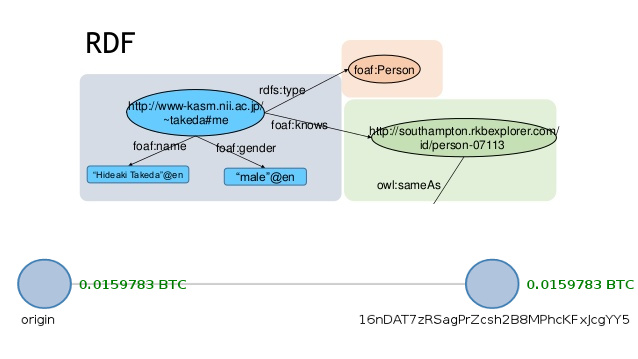 RDF
foaf:Person
rdfs:type
http://www-kasm.nii.ac.jp/
~takeda#me
foaf:knows
http://southampton.rkbexplorer.com/
id/person-07113
foaf:name
foaf:gender
“Hideaki Takeda”@en
“male”@en
owl:sameAs
0.0159783 BTC
0.0159783 BTC
origin
16nDAT7zRSagPrZcsh2B8MPhcKFxJcgYY5